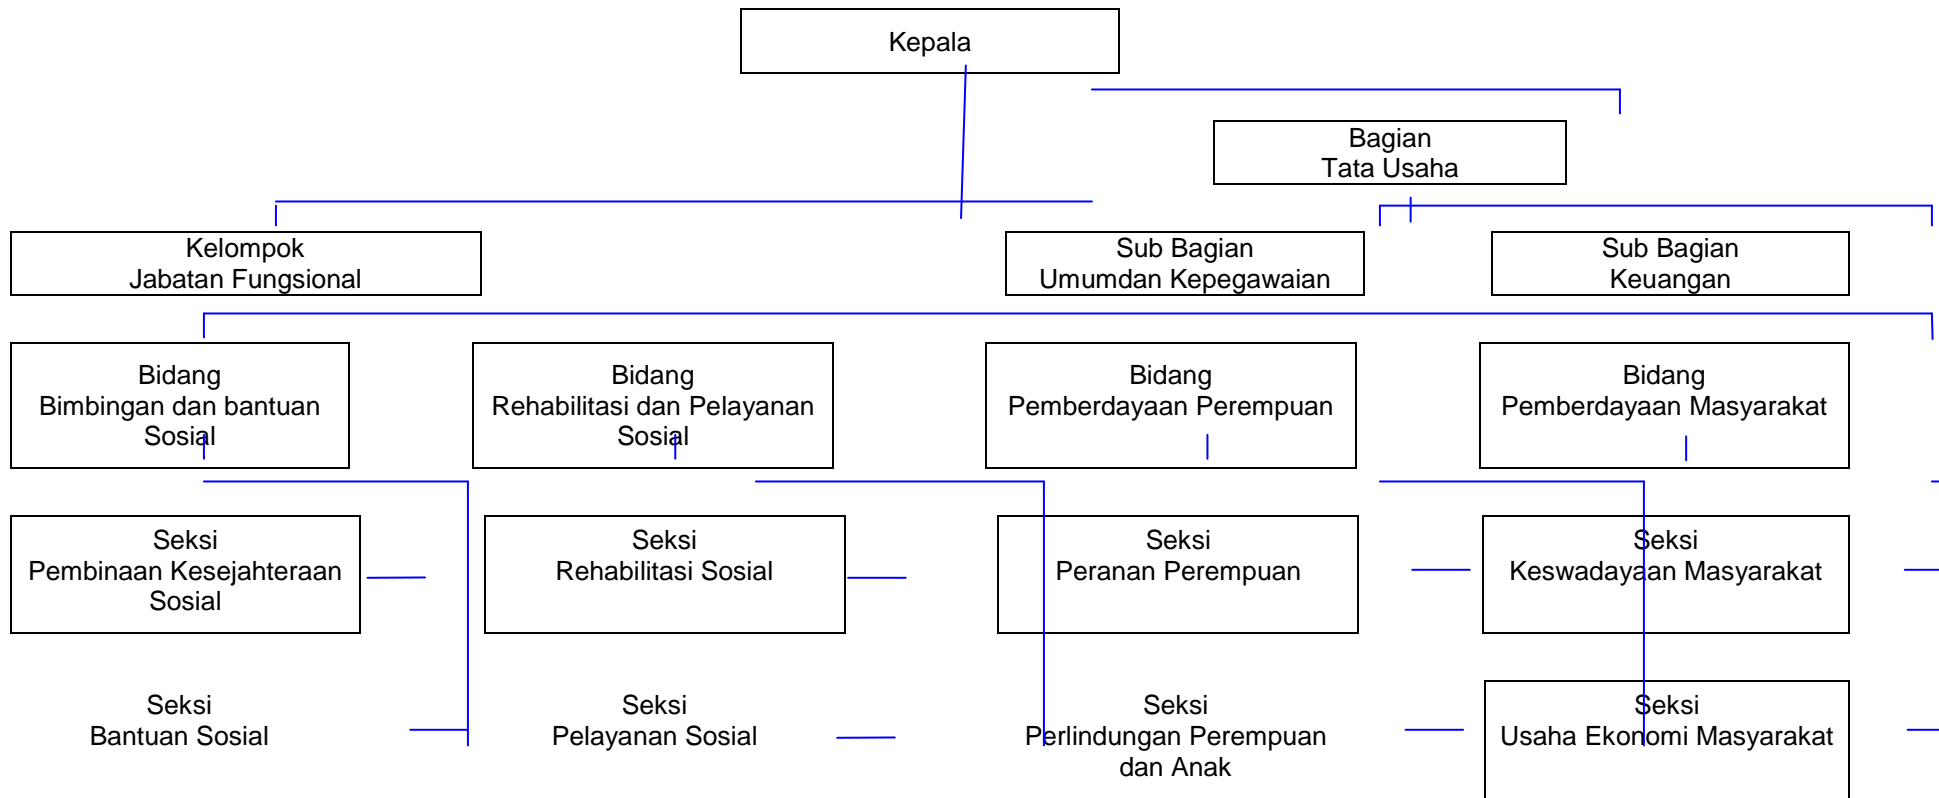 Kepala
Bagian
Tata Usaha
Kelompok
Jabatan Fungsional
Sub Bagian
Umumdan Kepegawaian
Sub Bagian
Keuangan
Bidang
Bimbingan dan bantuan
Sosial
Bidang
Rehabilitasi dan Pelayanan
Sosial
Bidang
Pemberdayaan Perempuan
Bidang
Pemberdayaan Masyarakat
Seksi
Pembinaan Kesejahteraan
Sosial
Seksi
Rehabilitasi Sosial
Seksi
Peranan Perempuan
Seksi
Keswadayaan Masyarakat
Seksi
Bantuan Sosial
Seksi
Pelayanan Sosial
Seksi
Perlindungan Perempuan
dan Anak
Seksi
Usaha Ekonomi Masyarakat